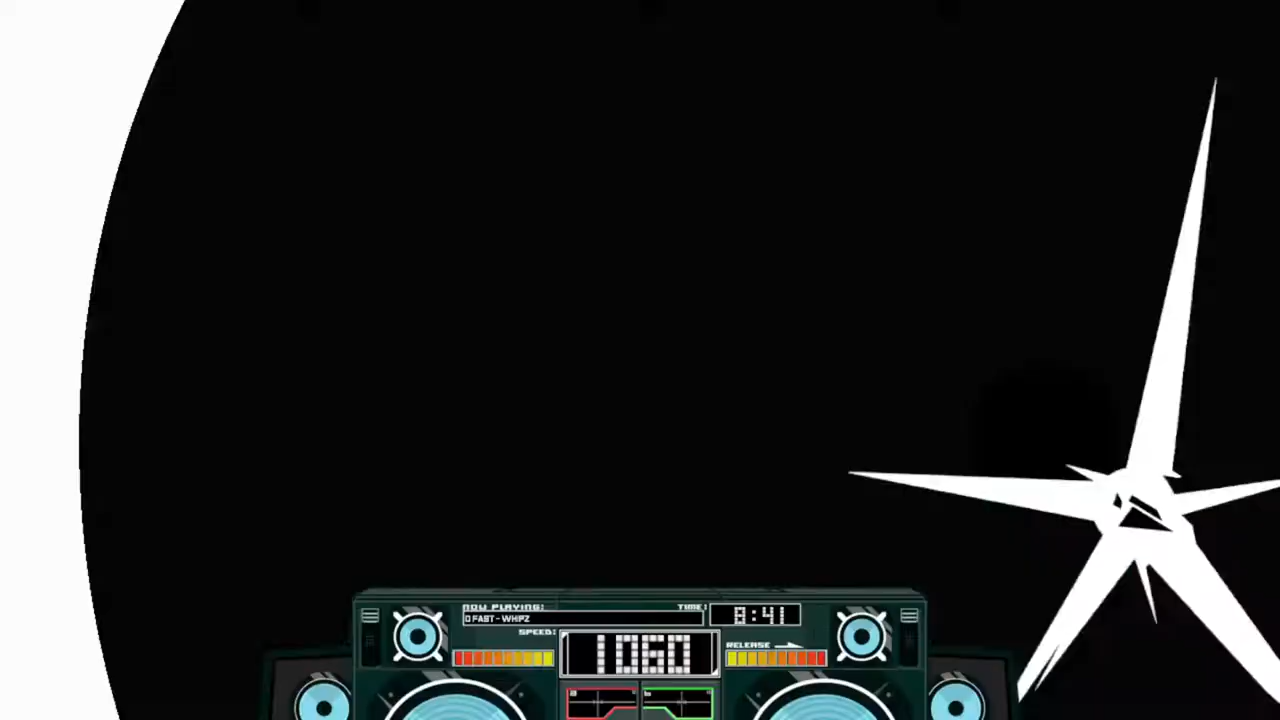 NOW PLAYING:
TIME:
8:41
O FAST - WHIPZ
SPEED:
1060
RELEASE